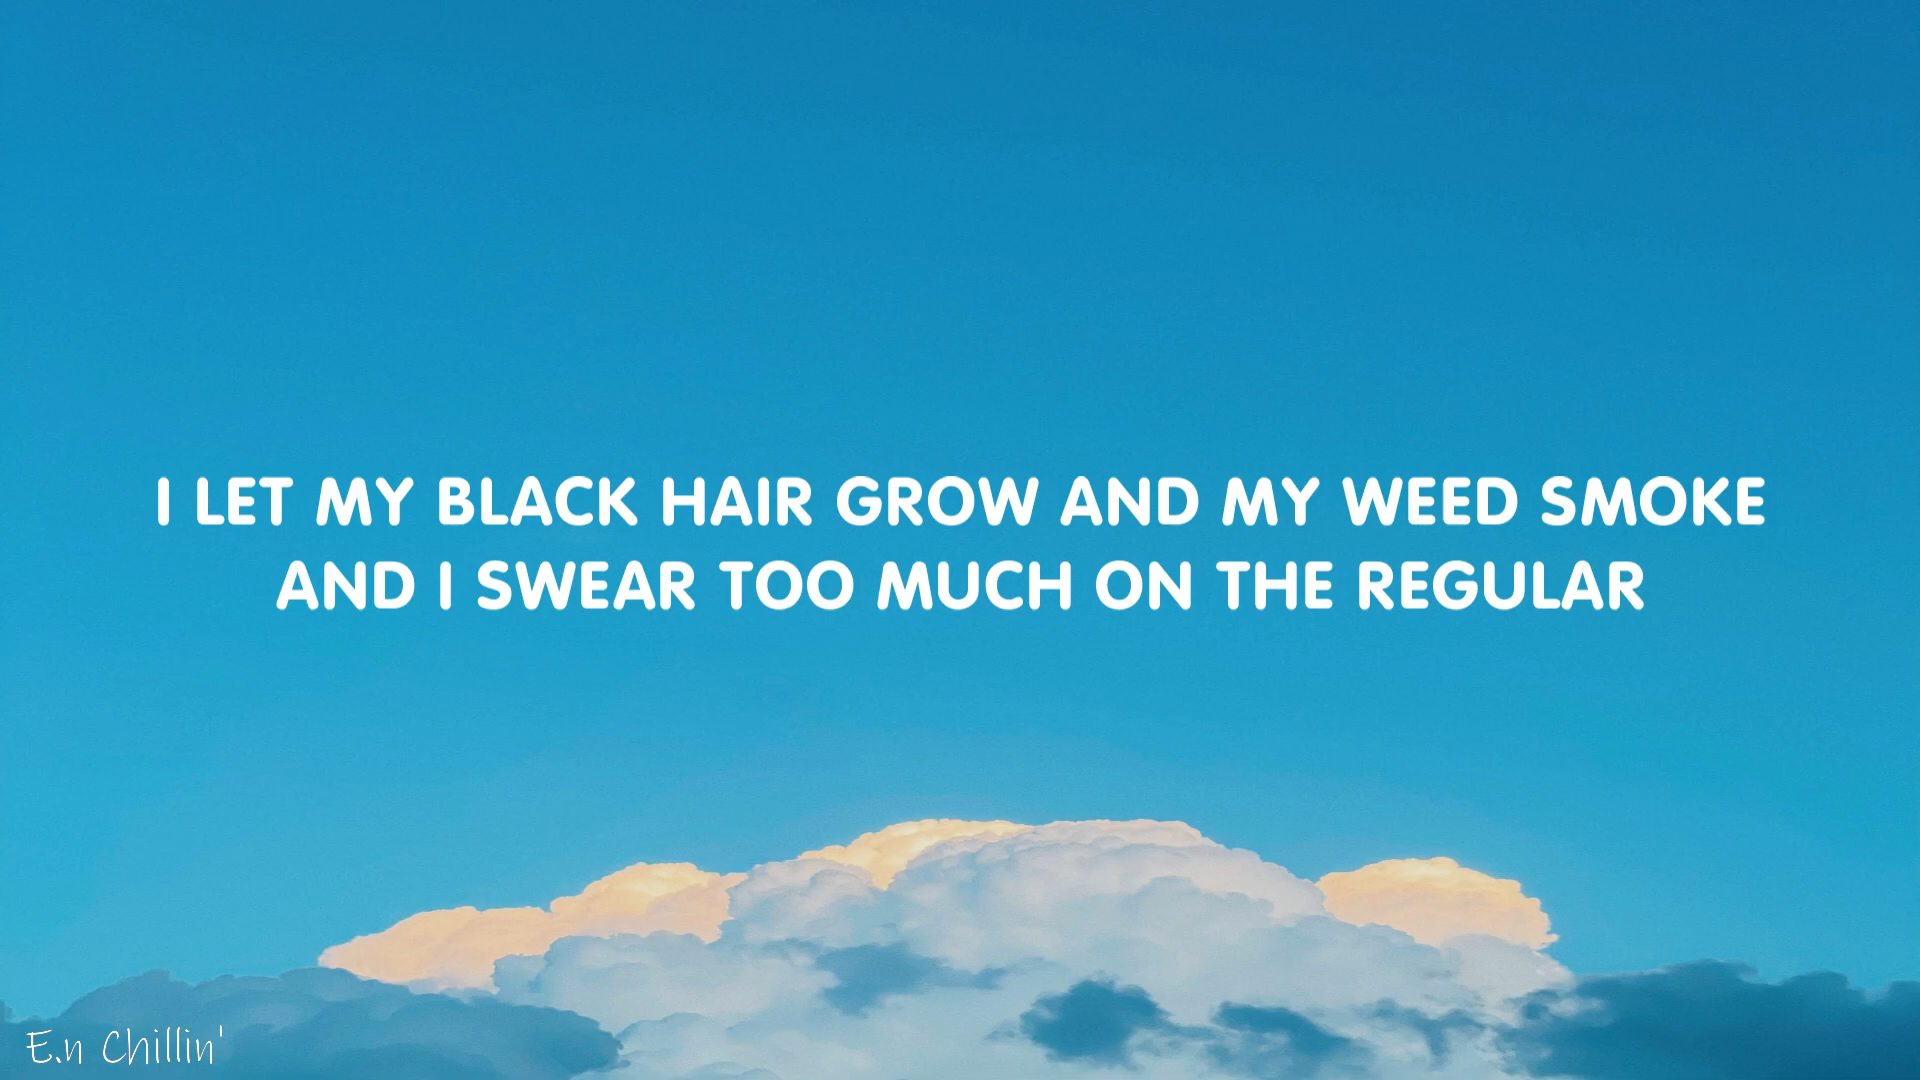 I LET MY BLACK HAIR GROW AND MY WEED SMOKE
AND I SWEAR TOO MUCH ON THE REGULAR
E.n Chillin'